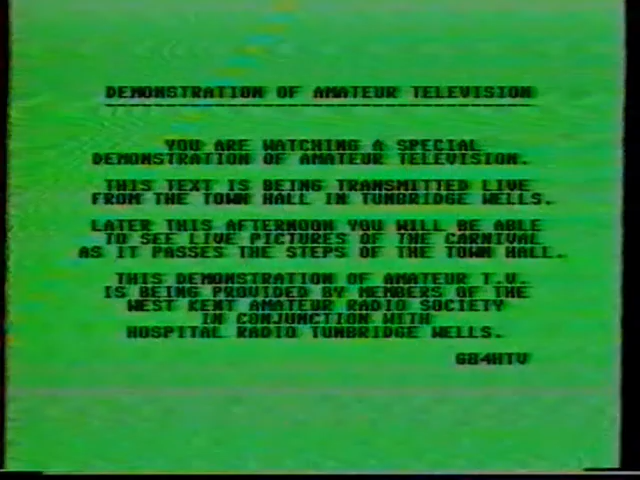 DEMONSTRATION OF AMATEUR TELEVISION
YOU ARE WATCHING A SPECIAL
DEMONSTRATION OF AMATEUR TELEVISION.
THIS TEXT IS BEING TRANSMITTED LIVE
FROM THE TOWN HALL IN TUNBRIDGE WELLS.
LATER THIS AFTERNOON YOU WILL BE ABLE
TO SEE LIVE PICTURES OF THE CARNIVAL
AS IT PASSES THE STEPS OF THE TOWN HALL.
THIS DEMONSTRATION OF AMATEUR T.V.
IS BEING PROVIDED BY MEMBERS OF THE
WEST KENT AMATEUR RADIO SOCIETY
IN CONJUNCTION WITH
HOSPITAL RADIO TUNBRIDGE WELLS.
GB4HTV